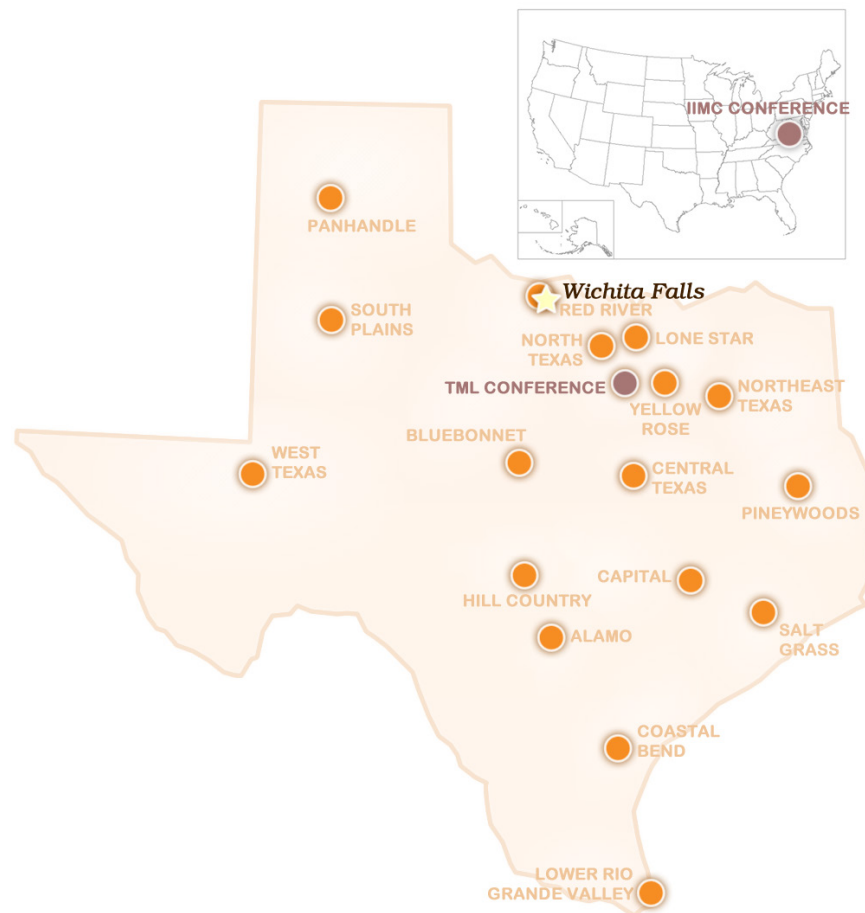 IIMC CONFERENCE
PANHANDLE
Wichita Falls
RED RIVER
SOUTH
PLAINS
NORTH
TEXAS
LONE STAR
TML CONFERENCE
YELLOW
ROSE
NORTHEAST
TEXAS
BLUEBONNET
WEST
TEXAS
CENTRAL
TEXAS
PINEYWOODS
HILL COUNTRY
CAPITAL
ALAMO
SALT
GRASS
COASTAL
BEND
LOWER RIO
GRANDE VALLEY